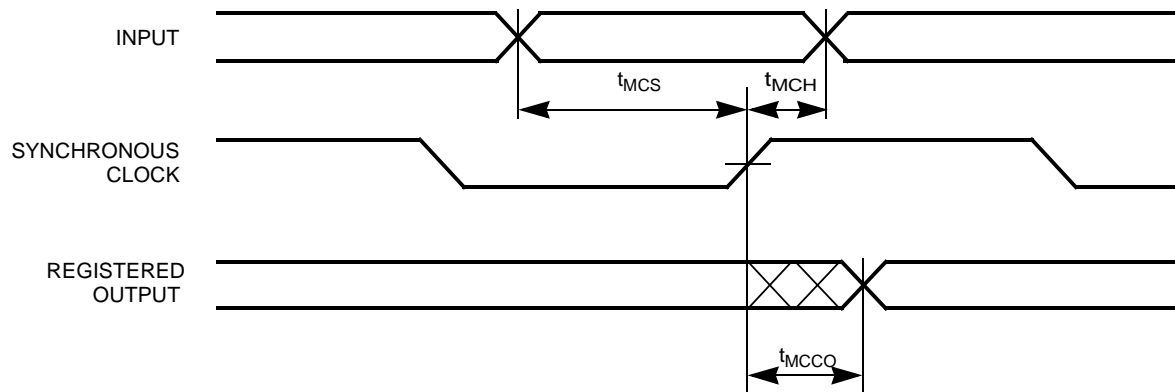 INPUT
tMCS
tMCH
SYNCHRONOUS
CLOCK
REGISTERED
OUTPUT
tMCCO